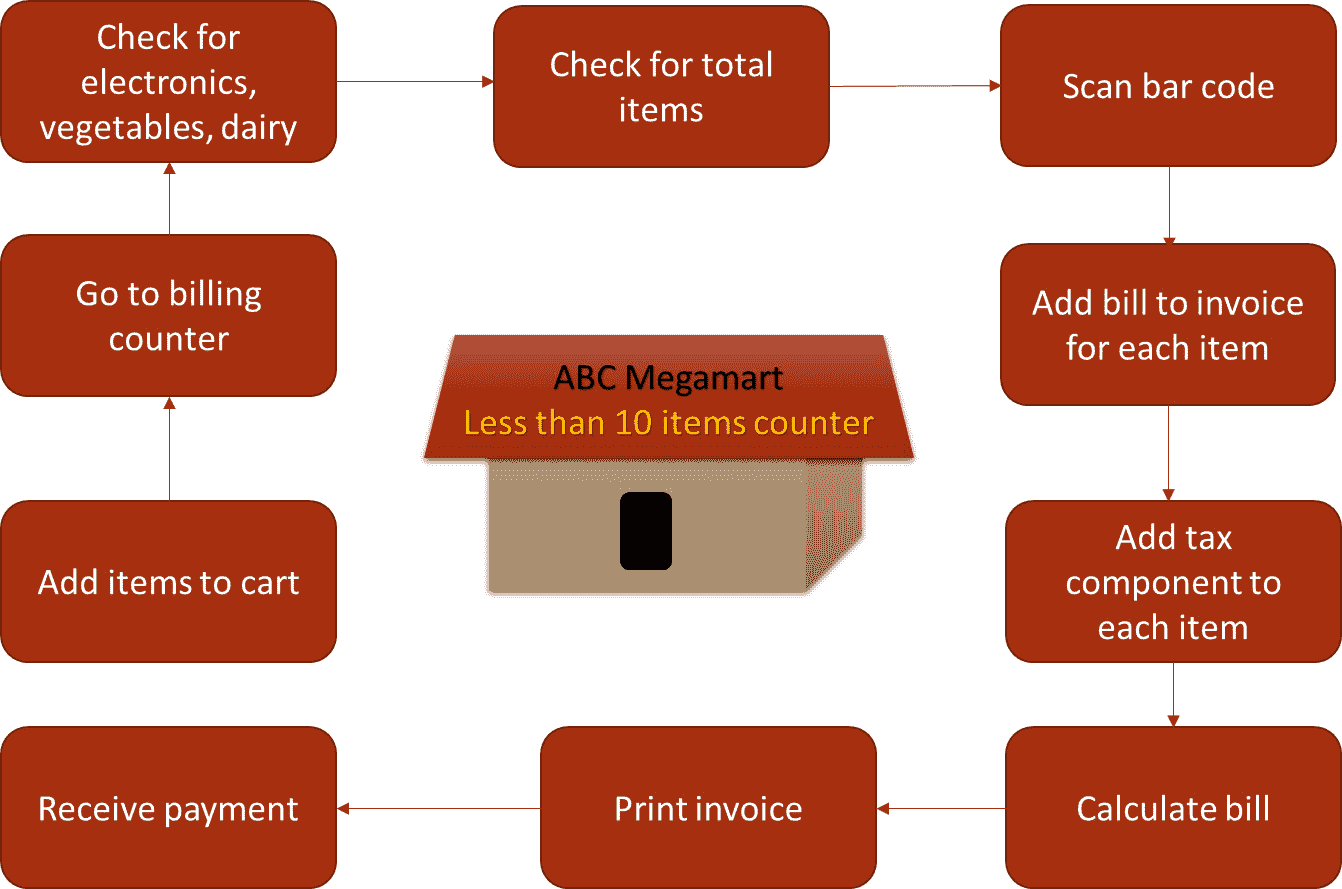 Check for
electronics,
vegetables, dairy
Check for total
items
Scan bar code
Go to billing
counter
Add bill to invoice
for each item
ABC Megamart
Less than 10 items counter
Add items to cart
Add tax
component to
each item
Receive payment
Print invoice
Calculate bill